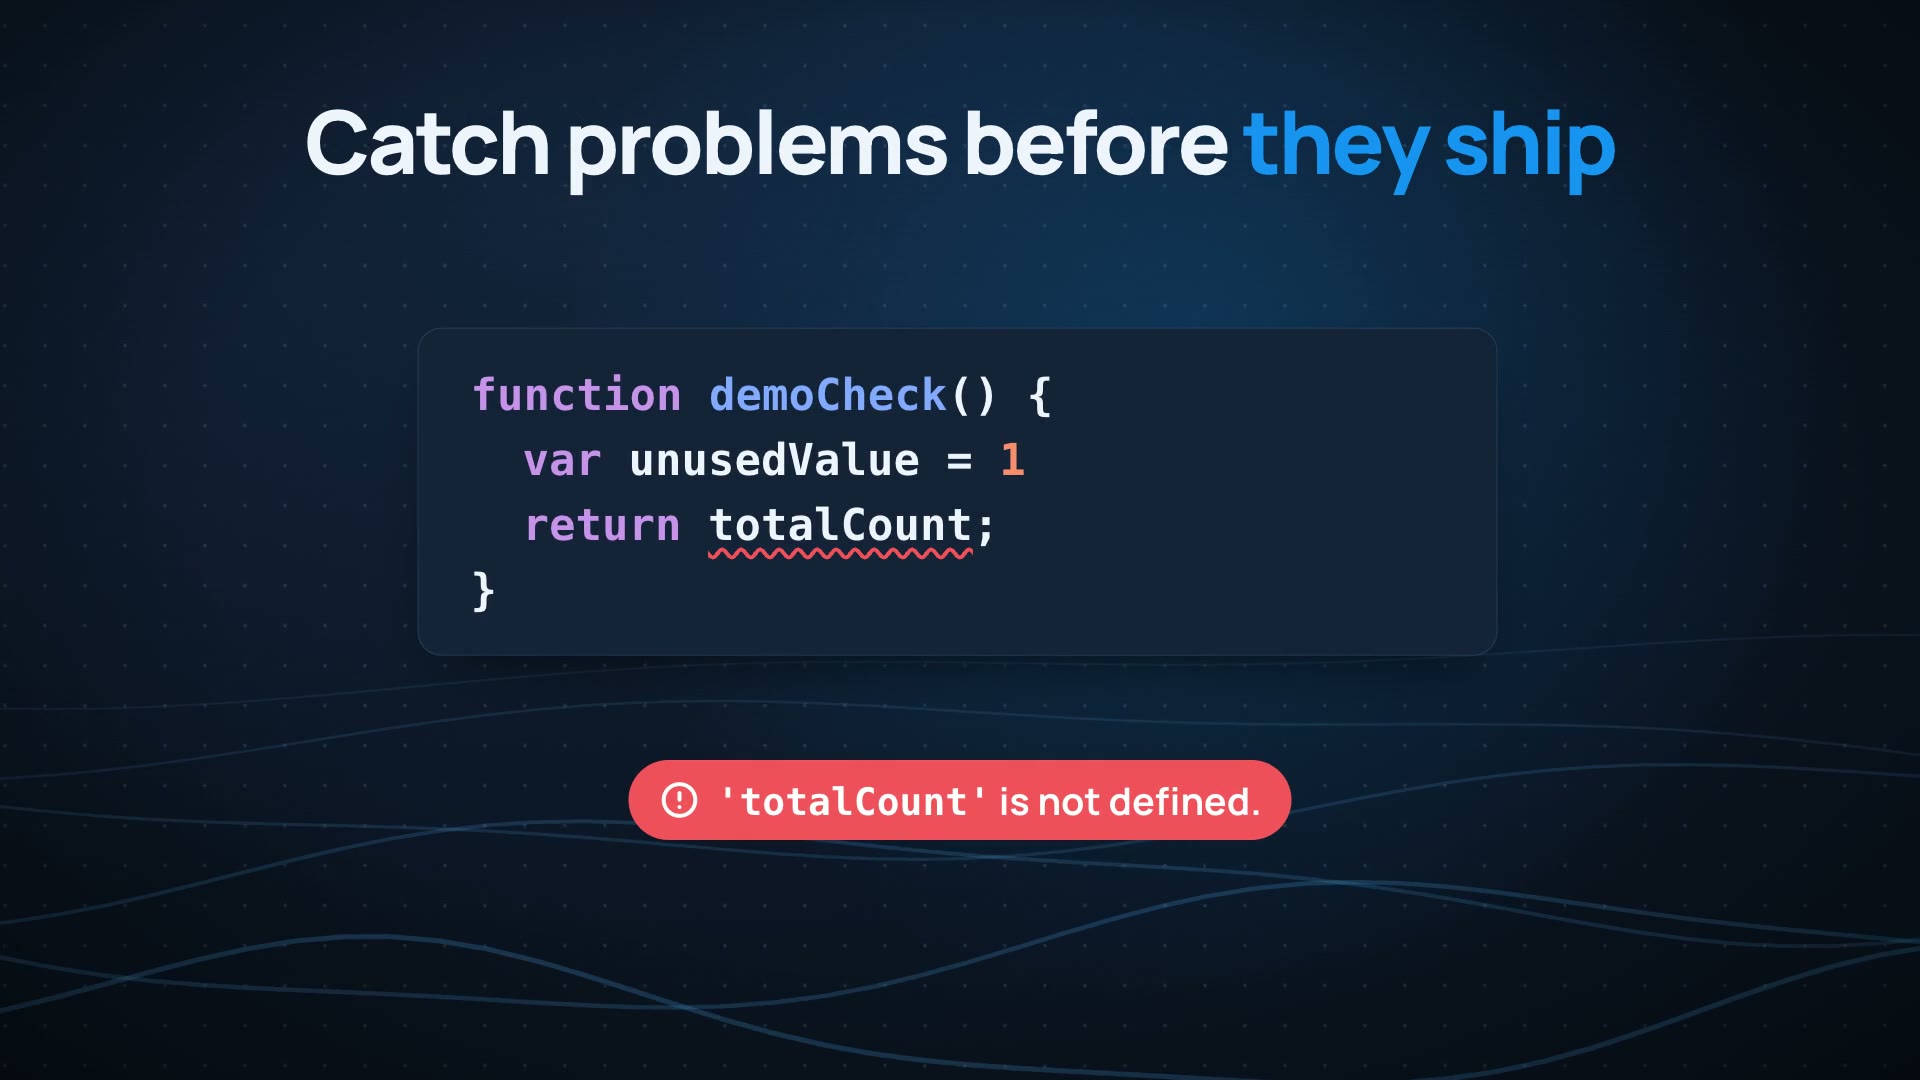 Catch problems before they ship
function demoCheck() {
  var unusedValue = 1
  return totalCount;
}
'totalCount' is not defined.